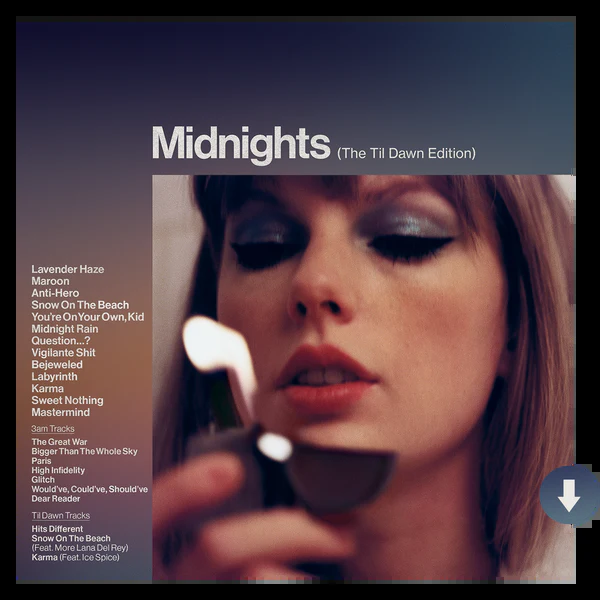 Midnights (The Til Dawn Edition)
Lavender Haze
Maroon
Anti-Hero
Snow On The Beach
You're On Your Own, Kid
Midnight Rain
Question...?
Vigilante Shit
Bejeweled
Labyrinth
Karma
Sweet Nothing
Mastermind
3am Tracks
The Great War
Bigger Than The Whole Sky
Paris
High Infidelity
Glitch
Would've, Could've, Should've
Dear Reader
Til Dawn Tracks
Hits Different
Snow On The Beach
(Feat. More Lana Del Rey)
Karma (Feat. Ice Spice)